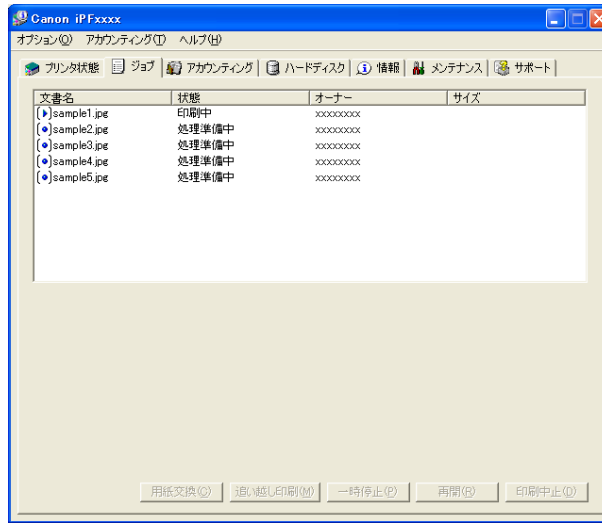 Canon iPFxxxx
オプション(O) アカウンティング(T) ヘルプ(H)
プリンタ状態 ジョブ アカウンティング ハードディスク 情報 メンテナンス サポート
文書名 状態 オーナー サイズ
sample1.jpg 印刷中 xxxxxxxx
sample2.jpg 処理準備中 xxxxxxxx
sample3.jpg 処理準備中 xxxxxxxx
sample4.jpg 処理準備中 xxxxxxxx
sample5.jpg 処理準備中 xxxxxxxx
用紙交換(C) 追い越し印刷(M) 一時停止(P) 再開(R) 印刷中止(D)